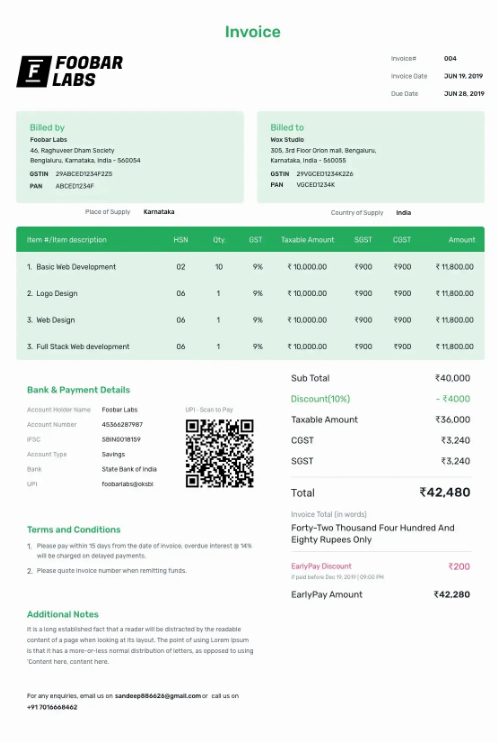 Invoice
FOOBAR
LABS
Invoice# 004
Invoice Date JUN 19, 2019
Due Date JUN 28, 2019
Billed by
Foobar Labs
46, Raghuveer Dham Society
Bengaluru, Karnataka, India - 560054
GSTIN 29ABCED1234F2Z5
PAN ABCED1234F
Billed to
Wox Studio
305, 3rd Floor Orion mall, Bengaluru,
Karnataka, India - 560055
GSTIN 29VGCED1234K2Z6
PAN VGCED1234K
Place of Supply Karnataka
Country of Supply India
Item #/Item description HSN Qty. GST Taxable Amount SGST CGST Amount
1. Basic Web Development 02 10 9% ₹ 10,000.00 ₹900 ₹900 ₹ 11,800.00
2. Logo Design 06 1 9% ₹ 10,000.00 ₹900 ₹900 ₹ 11,800.00
3. Web Design 06 1 9% ₹ 10,000.00 ₹900 ₹900 ₹ 11,800.00
3. Full Stack Web development 06 1 9% ₹ 10,000.00 ₹900 ₹900 ₹ 11,800.00
Bank & Payment Details
Account Holder Name Foobar Labs
Account Number 45366287987
IFSC SBIN0018159
Account Type Savings
Bank State Bank of India
UPI foobarlabs@oksbi
UPI - Scan to Pay
Sub Total ₹40,000
Discount(10%) - ₹4000
Taxable Amount ₹36,000
CGST ₹3,240
SGST ₹3,240
Total ₹42,480
Invoice Total (in words)
Forty-Two Thousand Four Hundred And
Eighty Rupees Only
EarlyPay Discount ₹200
if paid before Dec 19, 2019 | 09:00 PM
EarlyPay Amount ₹42,280
Terms and Conditions
1. Please pay within 15 days from the date of invoice, overdue interest @ 14%
will be charged on delayed payments.
2. Please quote invoice number when remitting funds.
Additional Notes
It is a long established fact that a reader will be distracted by the readable
content of a page when looking at its layout. The point of using Lorem Ipsum
is that it has a more-or-less normal distribution of letters, as opposed to using
'Content here, content here.
For any enquiries, email us on sandeep886626@gmail.com or call us on
+91 7016668462